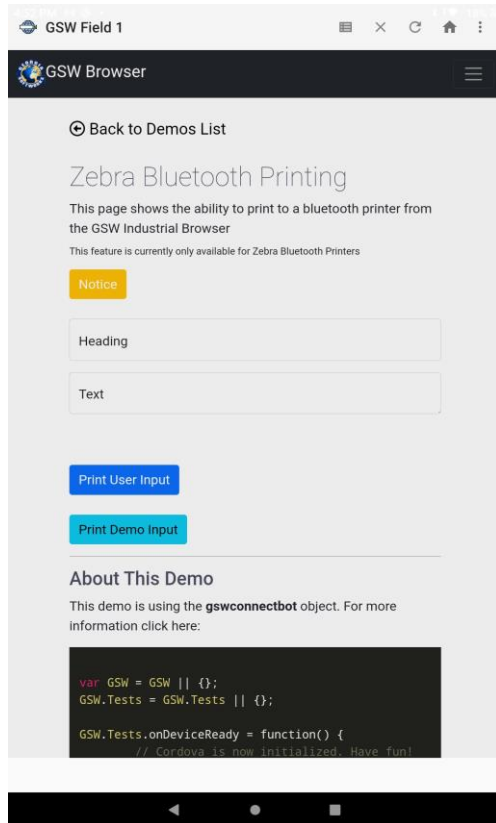 GSW Field 1
GSW Browser
Back to Demos List
Zebra Bluetooth Printing
This page shows the ability to print to a bluetooth printer from
the GSW Industrial Browser
This feature is currently only available for Zebra Bluetooth Printers
Notice
Heading
Text
Print User Input
Print Demo Input
About This Demo
This demo is using the gswconnectbot object. For more
information click here:
var GSW = GSW || {};
GSW.Tests = GSW.Tests || {};
GSW.Tests.onDeviceReady = function() {
// Cordova is now initialized. Have fun!